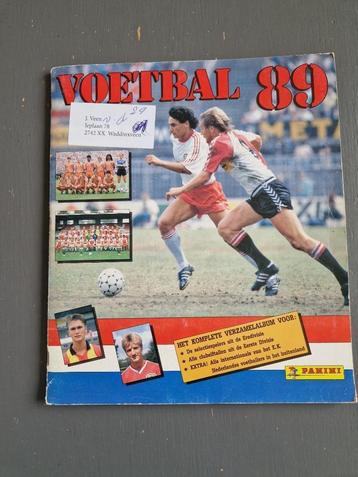 VOETBAL 89
J. Veen
Ieplaan 78
2742 XX Waddinxveen
HET KOMPLETE VERZAMELALBUM VOOR:
• De selectiespelers uit de Eredivisie
• Alle clubelftallen uit de Eerste Divisie
• EXTRA! Alle internationals van het E.K.
Nederlandse voetballers in het buitenland
PANINI